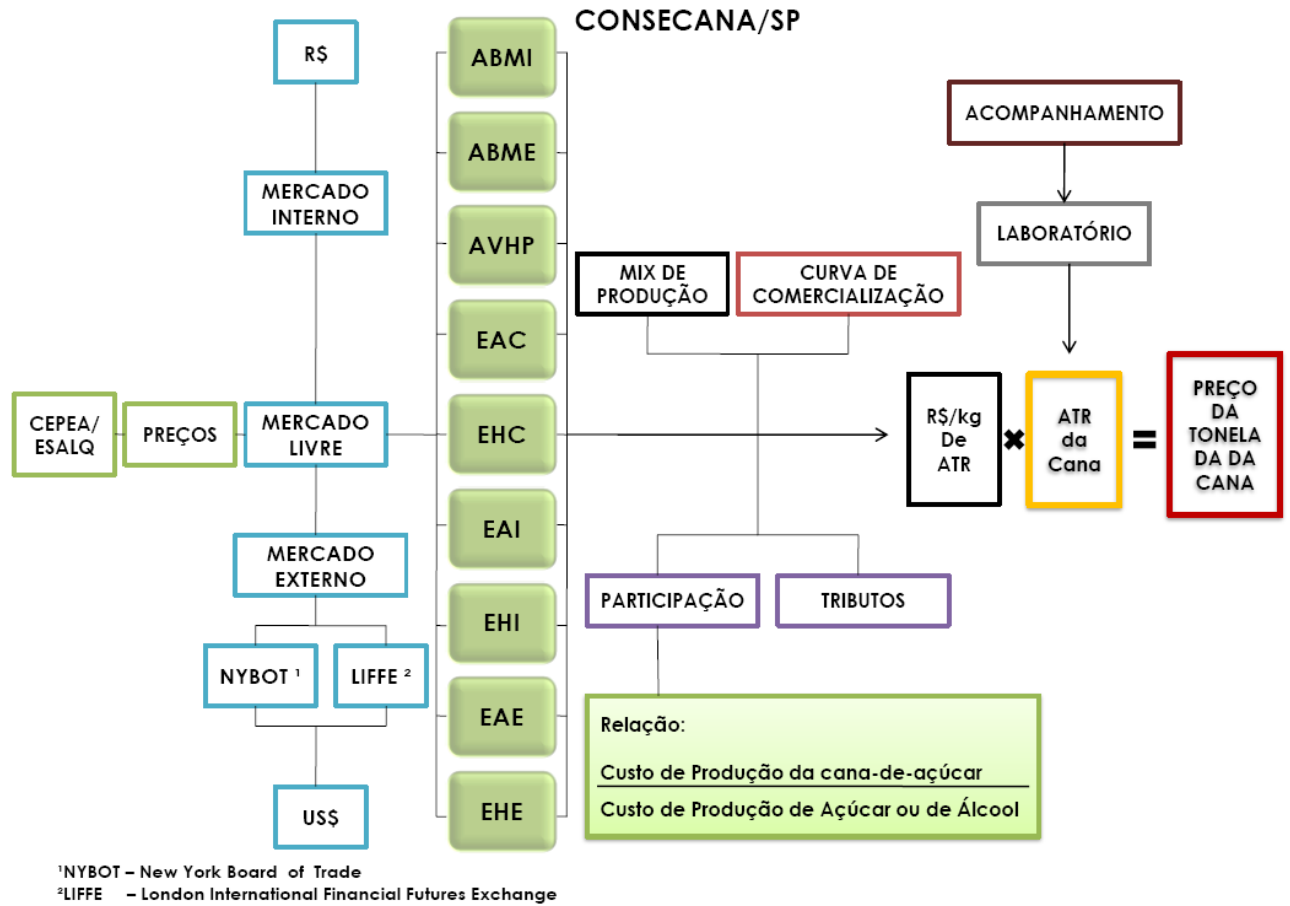 CONSECANA/SP
R$
MERCADO
INTERNO
CEPEA/
ESALQ
PREÇOS
MERCADO
LIVRE
MERCADO
EXTERNO
NYBOT ¹
LIFFE ²
US$
ABMI
ABME
AVHP
EAC
EHC
EAI
EHI
EAE
EHE
MIX DE
PRODUÇÃO
CURVA DE
COMERCIALIZAÇÃO
PARTICIPAÇÃO
TRIBUTOS
Relação:
Custo de Produção da cana-de-açúcar
Custo de Produção de Açúcar ou de Álcool
ACOMPANHAMENTO
LABORATÓRIO
R$/kg
De
ATR
✖
ATR
da
Cana
=
PREÇO
DA
TONELA
DA DA
CANA
¹NYBOT – New York Board of Trade
²LIFFE – London International Financial Futures Exchange